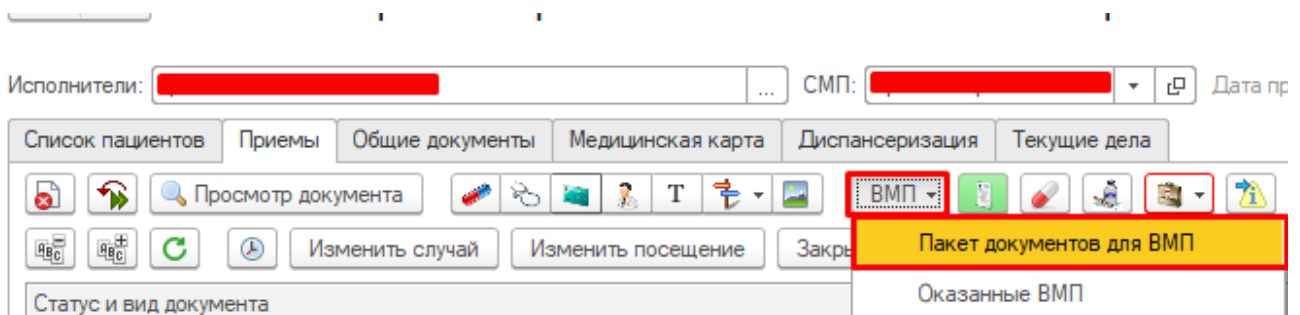 Исполнители: ... СМП: Дата пр
Список пациентов Приемы Общие документы Медицинская карта Диспансеризация Текущие дела
Просмотр документа T ВМП
Изменить случай Изменить посещение Закры Пакет документов для ВМП
Статус и вид документа Оказанные ВМП